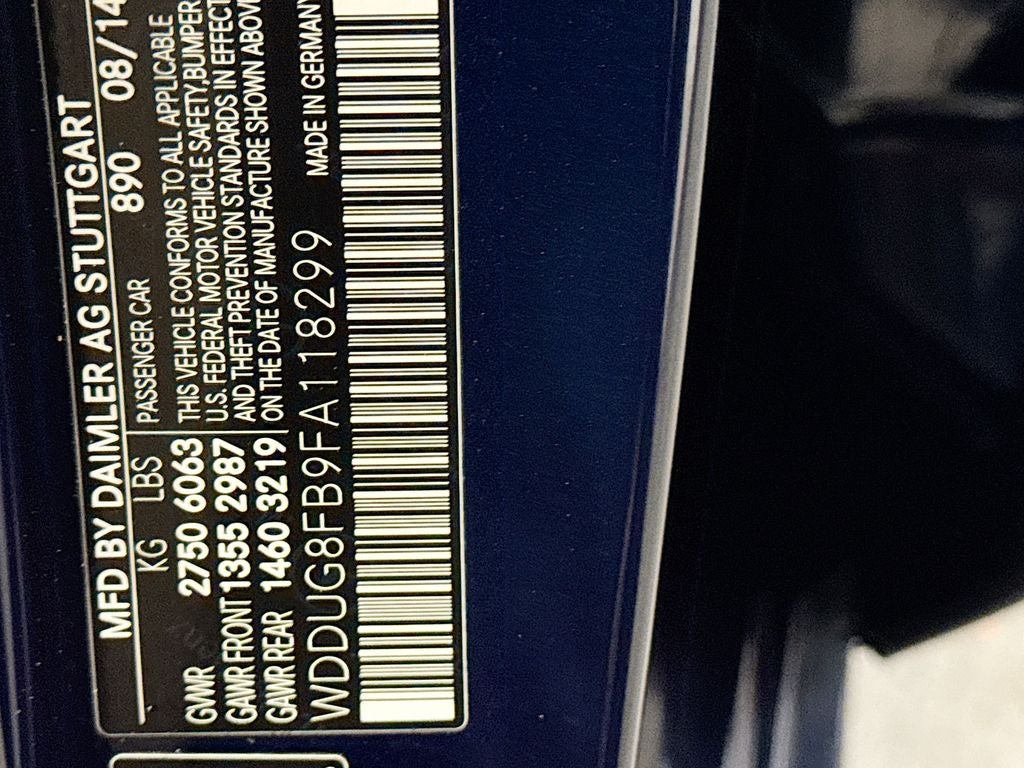 MFD BY DAIMLER AG STUTTGART
KG LBS PASSENGER CAR 890 08/14
GWR 2750 6063 THIS VEHICLE CONFORMS TO ALL APPLICABLE
GAWR FRONT 1355 2987 U.S. FEDERAL MOTOR VEHICLE SAFETY,BUMPER
GAWR REAR 1460 3219 AND THEFT PREVENTION STANDARDS IN EFFECT
ON THE DATE OF MANUFACTURE SHOWN ABOVE
WDDUG8FB9FA118299 MADE IN GERMANY